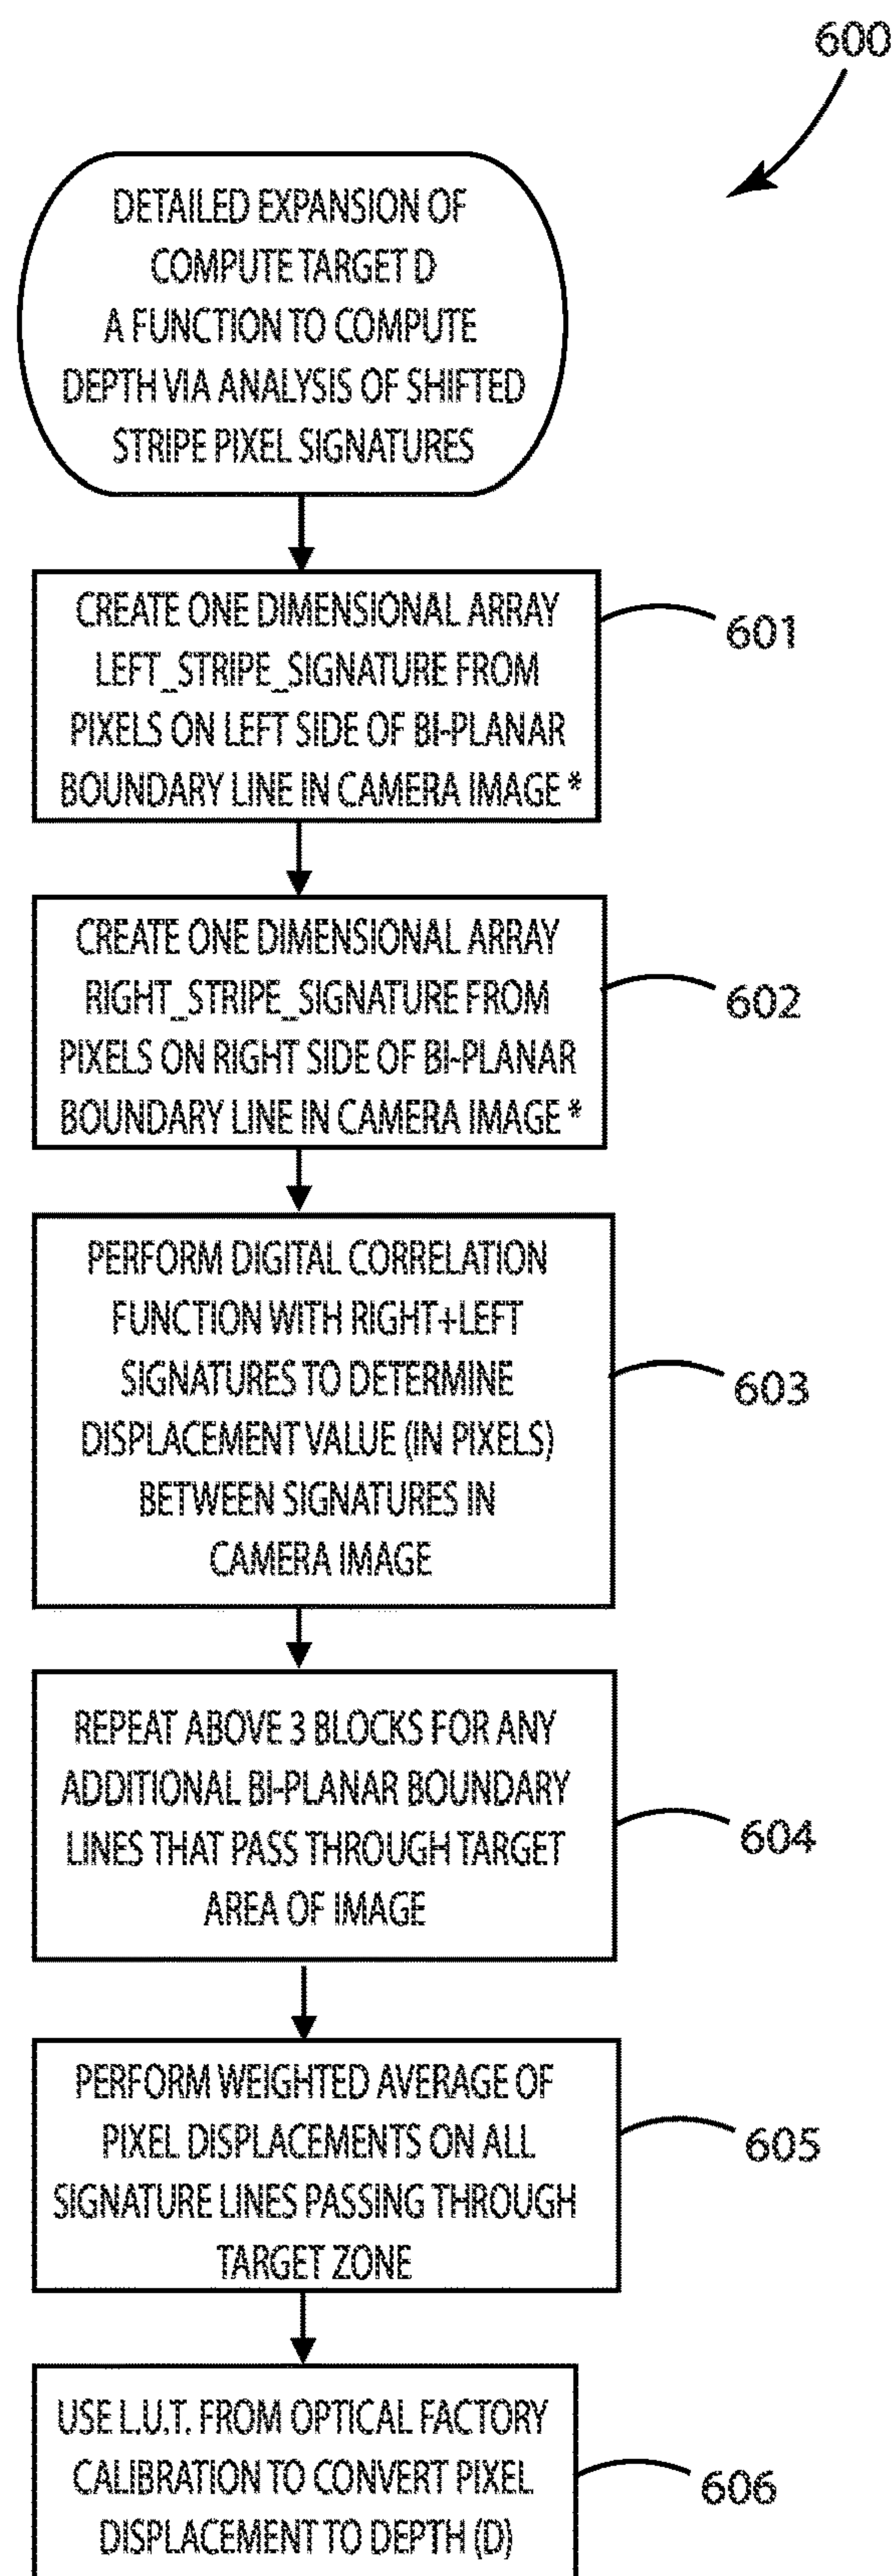 600
DETAILED EXPANSION OF
COMPUTE TARGET D
A FUNCTION TO COMPUTE
DEPTH VIA ANALYSIS OF SHIFTED
STRIPE PIXEL SIGNATURES
CREATE ONE DIMENSIONAL ARRAY
LEFT_STRIPE_SIGNATURE FROM
PIXELS ON LEFT SIDE OF BI-PLANAR
BOUNDARY LINE IN CAMERA IMAGE *
601
CREATE ONE DIMENSIONAL ARRAY
RIGHT_STRIPE_SIGNATURE FROM
PIXELS ON RIGHT SIDE OF BI-PLANAR
BOUNDARY LINE IN CAMERA IMAGE *
602
PERFORM DIGITAL CORRELATION
FUNCTION WITH RIGHT+LEFT
SIGNATURES TO DETERMINE
DISPLACEMENT VALUE (IN PIXELS)
BETWEEN SIGNATURES IN
CAMERA IMAGE
603
REPEAT ABOVE 3 BLOCKS FOR ANY
ADDITIONAL BI-PLANAR BOUNDARY
LINES THAT PASS THROUGH TARGET
AREA OF IMAGE
604
PERFORM WEIGHTED AVERAGE OF
PIXEL DISPLACEMENTS ON ALL
SIGNATURE LINES PASSING THROUGH
TARGET ZONE
605
USE L.U.T. FROM OPTICAL FACTORY
CALIBRATION TO CONVERT PIXEL
DISPLACEMENT TO DEPTH (D)
606